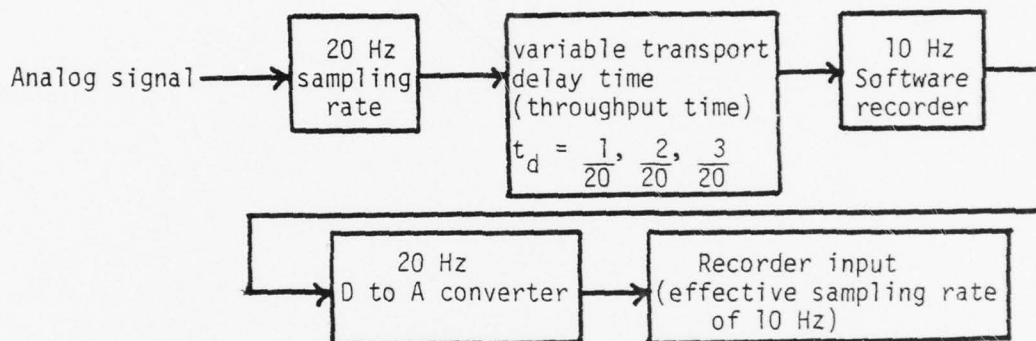 Analog signal
20 Hz
sampling
rate
variable transport
delay time
(throughput time)
t_d = 1/20, 2/20, 3/20
10 Hz
Software
recorder
20 Hz
D to A converter
Recorder input
(effective sampling rate
of 10 Hz)